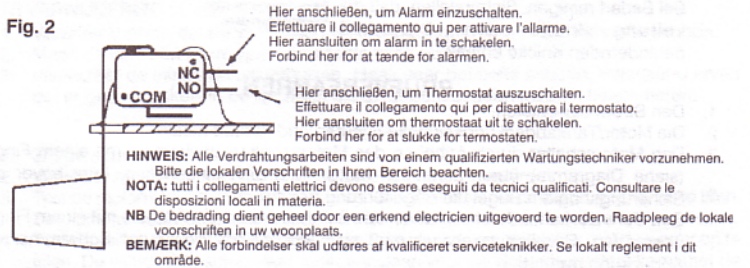 Fig. 2
Hier anschließen, um Alarm einzuschalten.
Effettuare il collegamento qui per attivare l'allarme.
Hier aansluiten om alarm in te schakelen.
Forbind her for at tænde for alarmen.
NC
NO
COM
Hier anschließen, um Thermostat auszuschalten.
Effettuare il collegamento qui per disattivare il termostato.
Hier aansluiten om thermostaat uit te schakelen.
Forbind her for at slukke for termostaten.
HINWEIS: Alle Verdrahtungsarbeiten sind von einem qualifizierten Wartungstechniker vorzunehmen.
Bitte die lokalen Vorschriften in Ihrem Bereich beachten.
NOTA: tutti i collegamenti elettrici devono essere eseguiti da tecnici qualificati. Consultare le
disposizioni locali in materia.
NB De bedrading dient geheel door een erkend electricien uitgevoerd te worden. Raadpleeg de lokale
voorschriften in uw woonplaats.
BEMÆRK: Alle forbindelser skal udføres af kvalificeret serviceteknikker. Se lokalt reglement i dit
område.